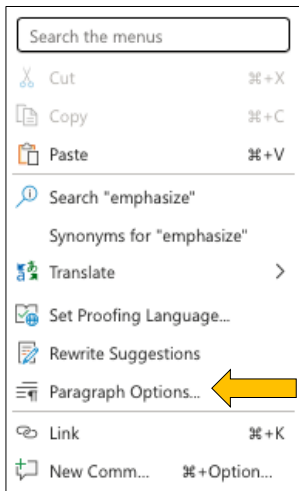 Search the menus
Cut ⌘+X
Copy ⌘+C
Paste ⌘+V
Search "emphasize"
Synonyms for "emphasize"
Translate
Set Proofing Language...
Rewrite Suggestions
Paragraph Options...
Link ⌘+K
New Comm... ⌘+Option...